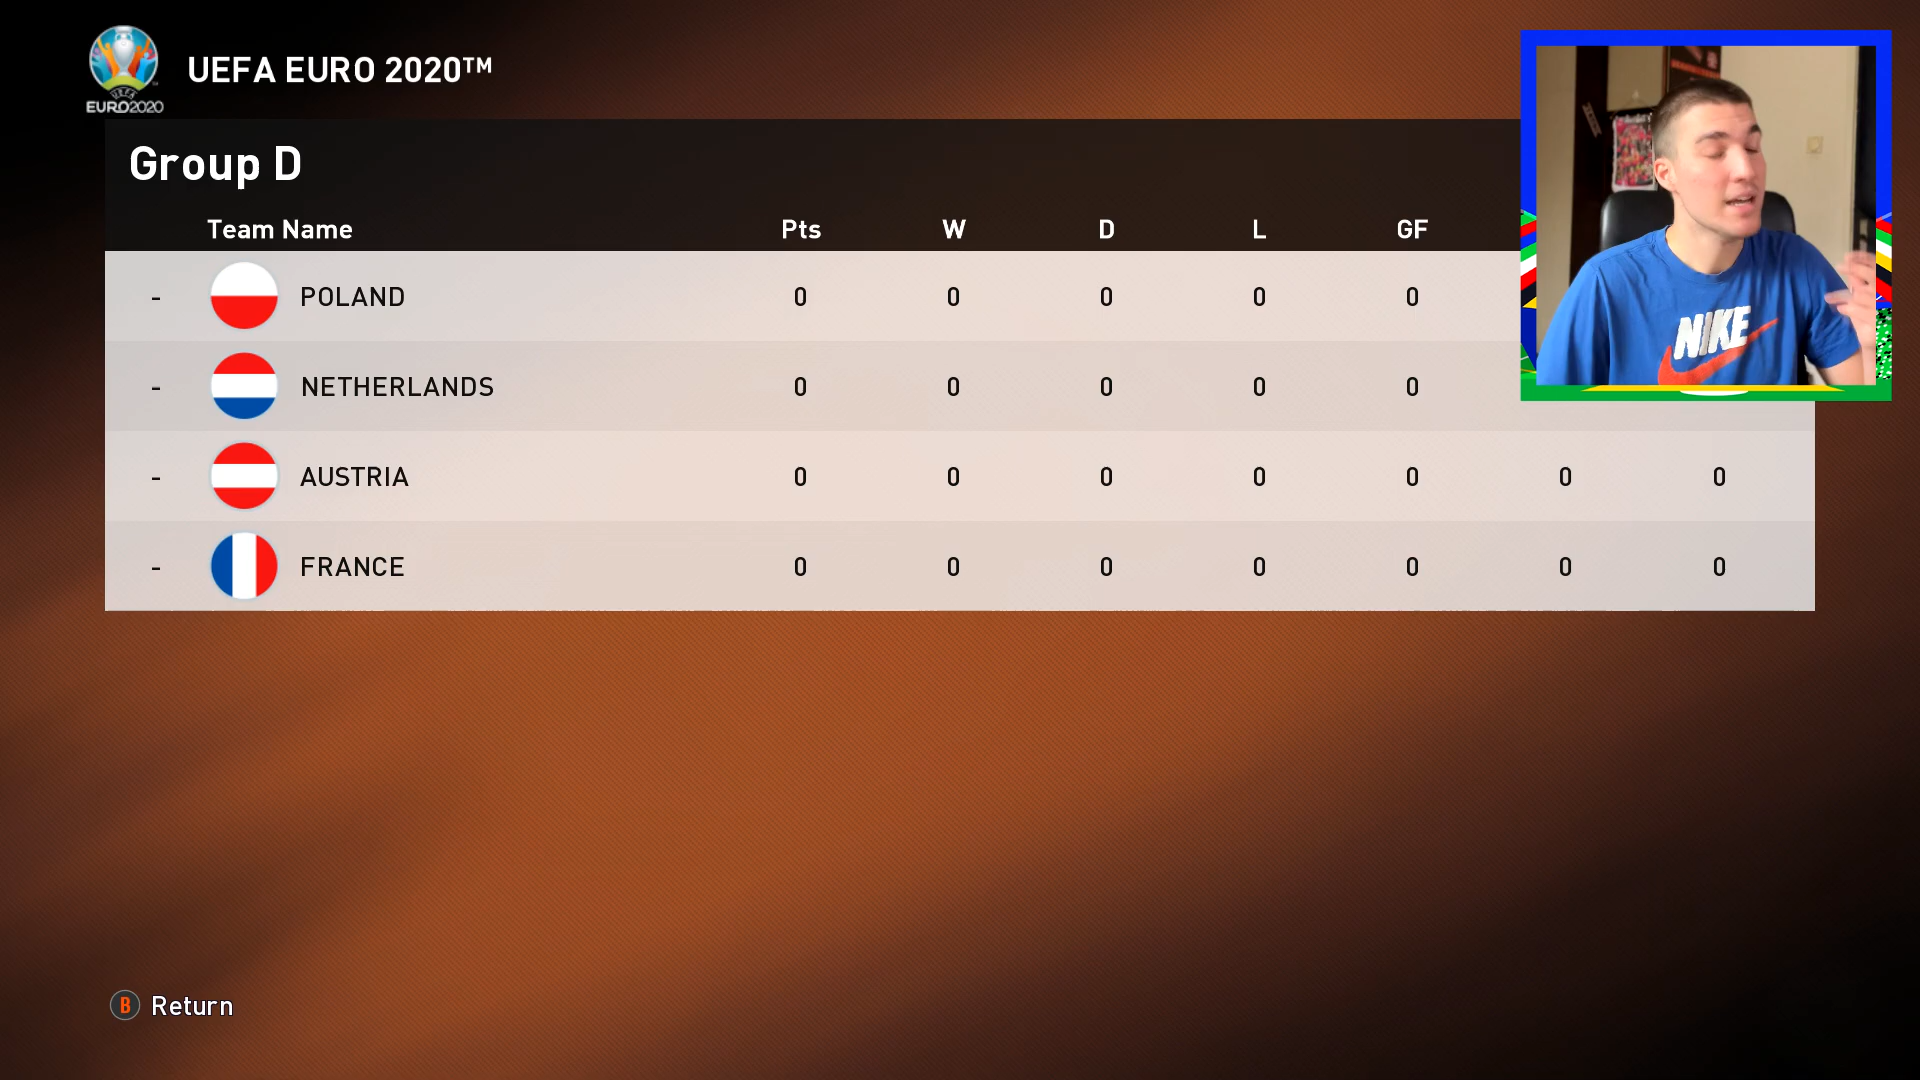 UEFA
EURO2020
UEFA EURO 2020™
Group D
Team Name Pts W D L GF
- POLAND 0 0 0 0 0
- NETHERLANDS 0 0 0 0 0
- AUSTRIA 0 0 0 0 0 0 0
- FRANCE 0 0 0 0 0 0 0
NIKE
B Return